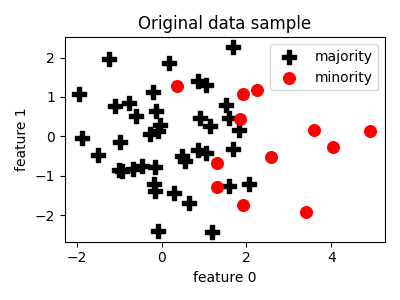 Original data sample
majority
minority
feature 1
2
1
0
−1
−2
−2
0
2
4
feature 0